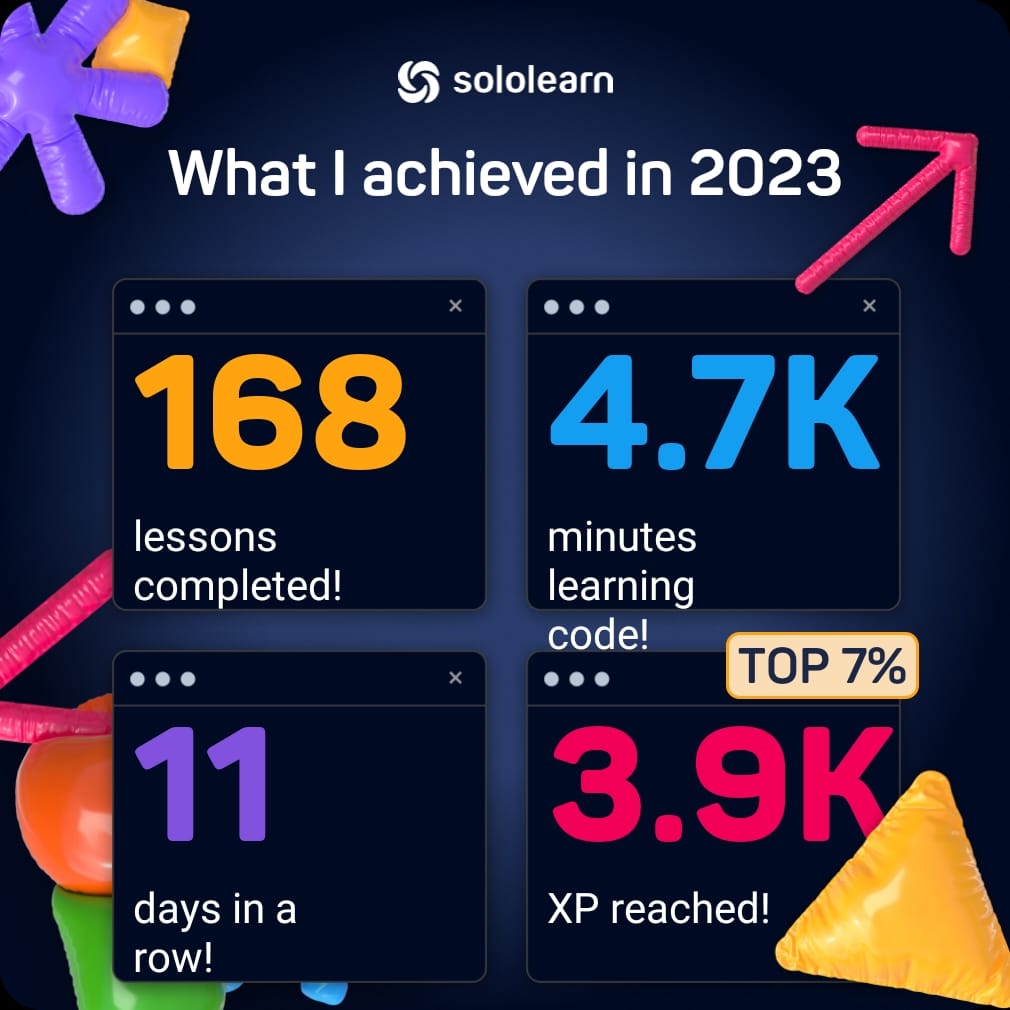 sololearn
What I achieved in 2023
168
lessons
completed!
4.7K
minutes
learning
code!
11
days in a
row!
TOP 7%
3.9K
XP reached!